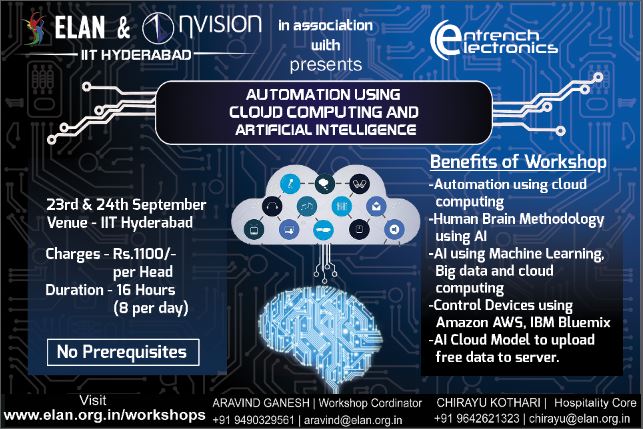 ELAN & ηVISION
IIT HYDERABAD
in association
with
presents
entrench
electronics
AUTOMATION USING
CLOUD COMPUTING AND
ARTIFICIAL INTELLIGENCE
23rd & 24th September
Venue - IIT Hyderabad
Charges - Rs.1100/-
per Head
Duration - 16 Hours
(8 per day)
No Prerequisites
Benefits of Workshop
-Automation using cloud
computing
-Human Brain Methodology
using AI
-AI using Machine Learning,
Big data and cloud
computing
-Control Devices using
Amazon AWS, IBM Bluemix
-AI Cloud Model to upload
free data to server.
Visit
www.elan.org.in/workshops
ARAVIND GANESH | Workshop Cordinator
+91 9490329561 | aravind@elan.org.in
CHIRAYU KOTHARI | Hospitality Core
+91 9642621323 | chirayu@elan.org.in